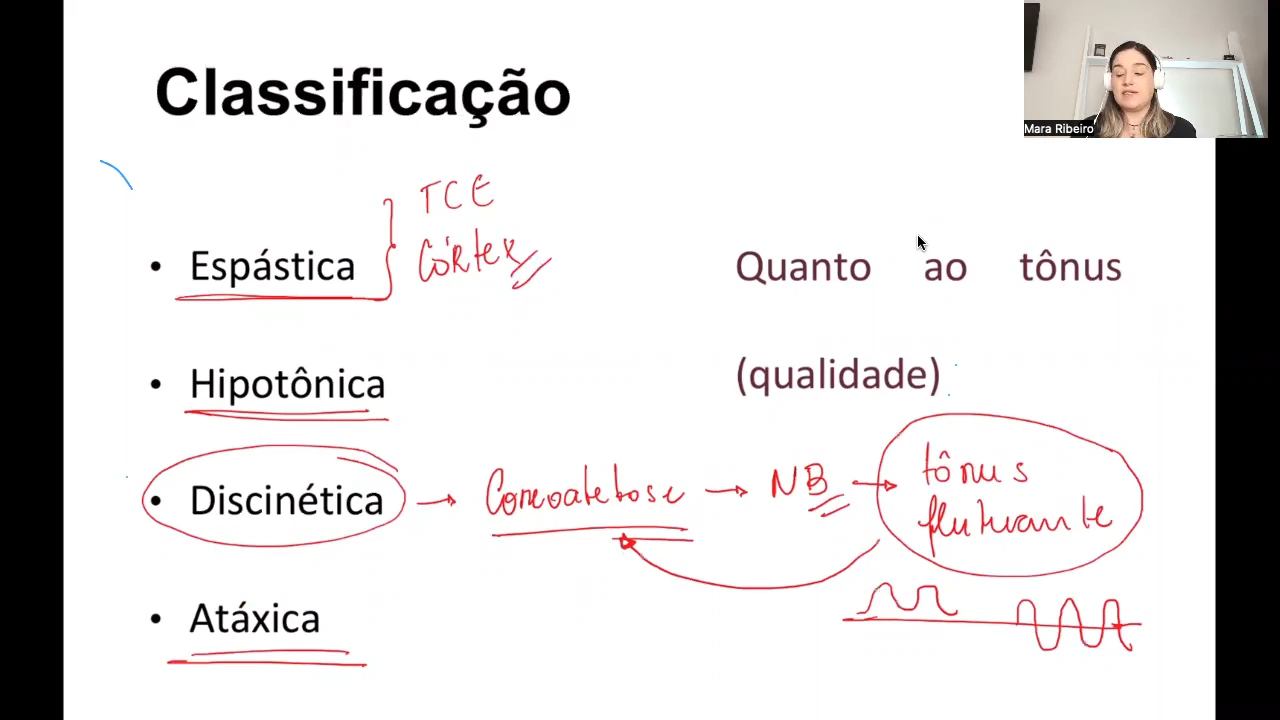 Classificação
Mara Ribeiro
TCE
• Espástica
CóRtex
Quanto ao tônus
• Hipotônica
(qualidade)
• Discinética → Coreoatetose → NB → tônus
flutuante
• Atáxica